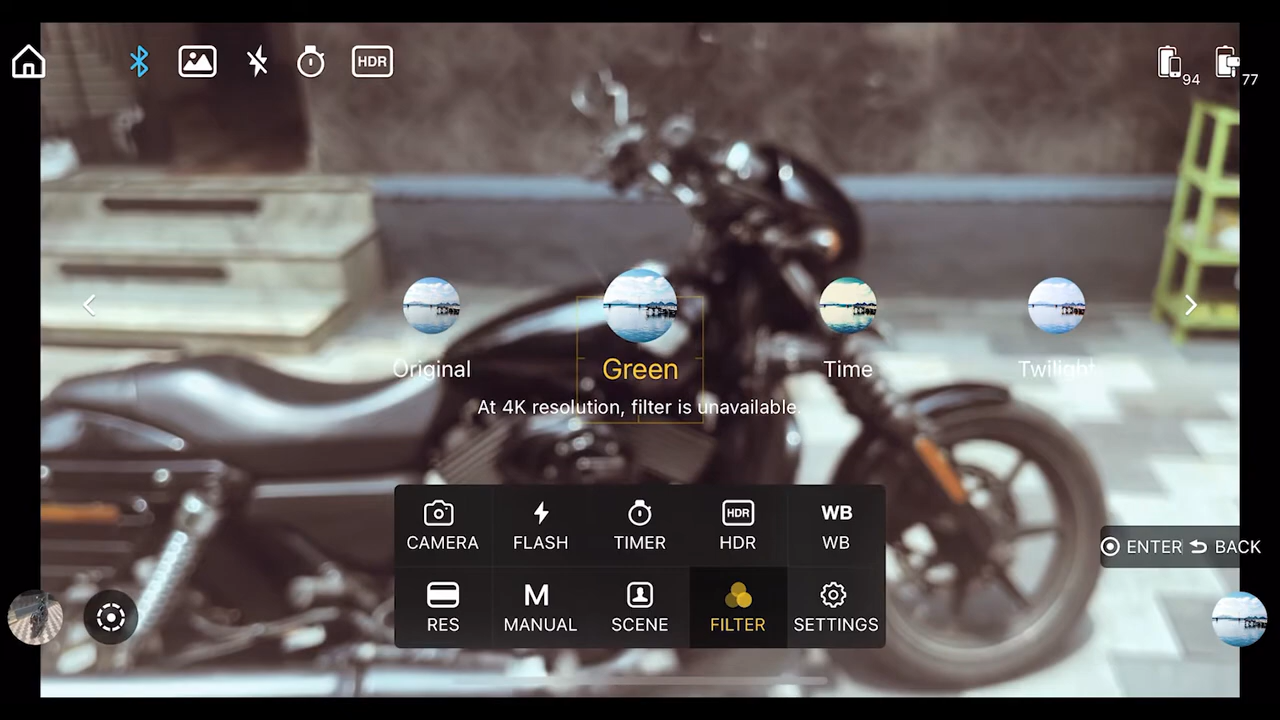 HDR
94
77
Original
Green
Time
Twilight
At 4K resolution, filter is unavailable.
CAMERA
FLASH
TIMER
HDR
HDR
WB
WB
ENTER
BACK
RES
M
MANUAL
SCENE
FILTER
SETTINGS